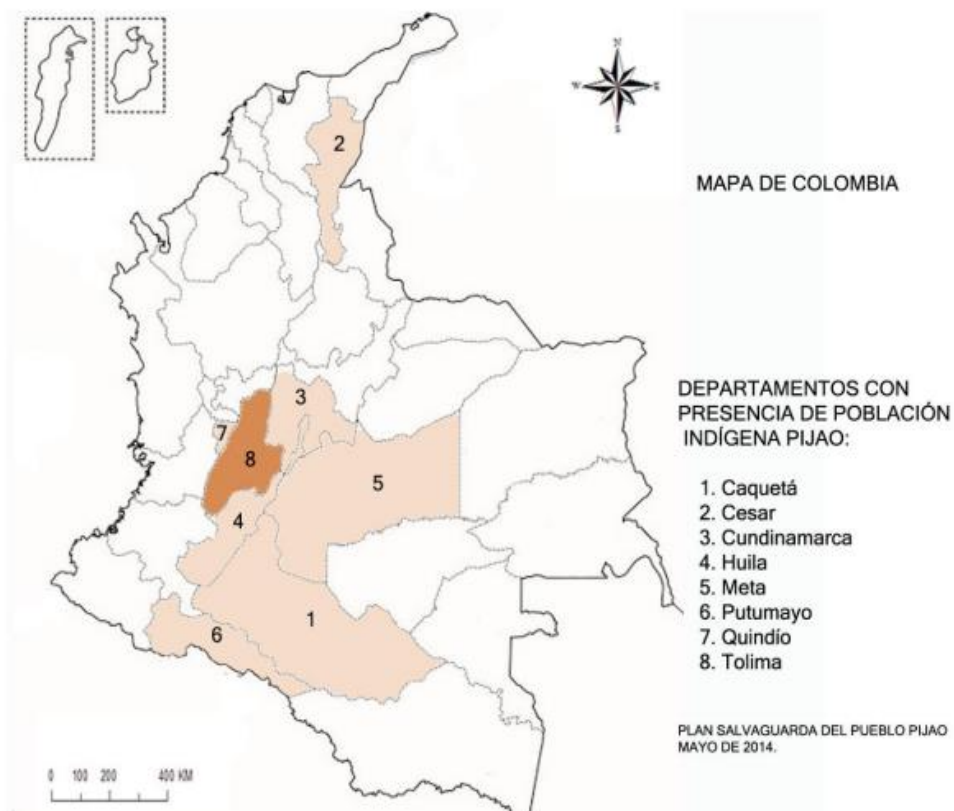 N
W
E
S
MAPA DE COLOMBIA
2
3
7
8
5
4
1
6
DEPARTAMENTOS CON
PRESENCIA DE POBLACIÓN
INDÍGENA PIJAO:
1. Caquetá
2. Cesar
3. Cundinamarca
4. Huila
5. Meta
6. Putumayo
7. Quindío
8. Tolima
PLAN SALVAGUARDA DEL PUEBLO PIJAO
MAYO DE 2014.
0 100 200 400 KM